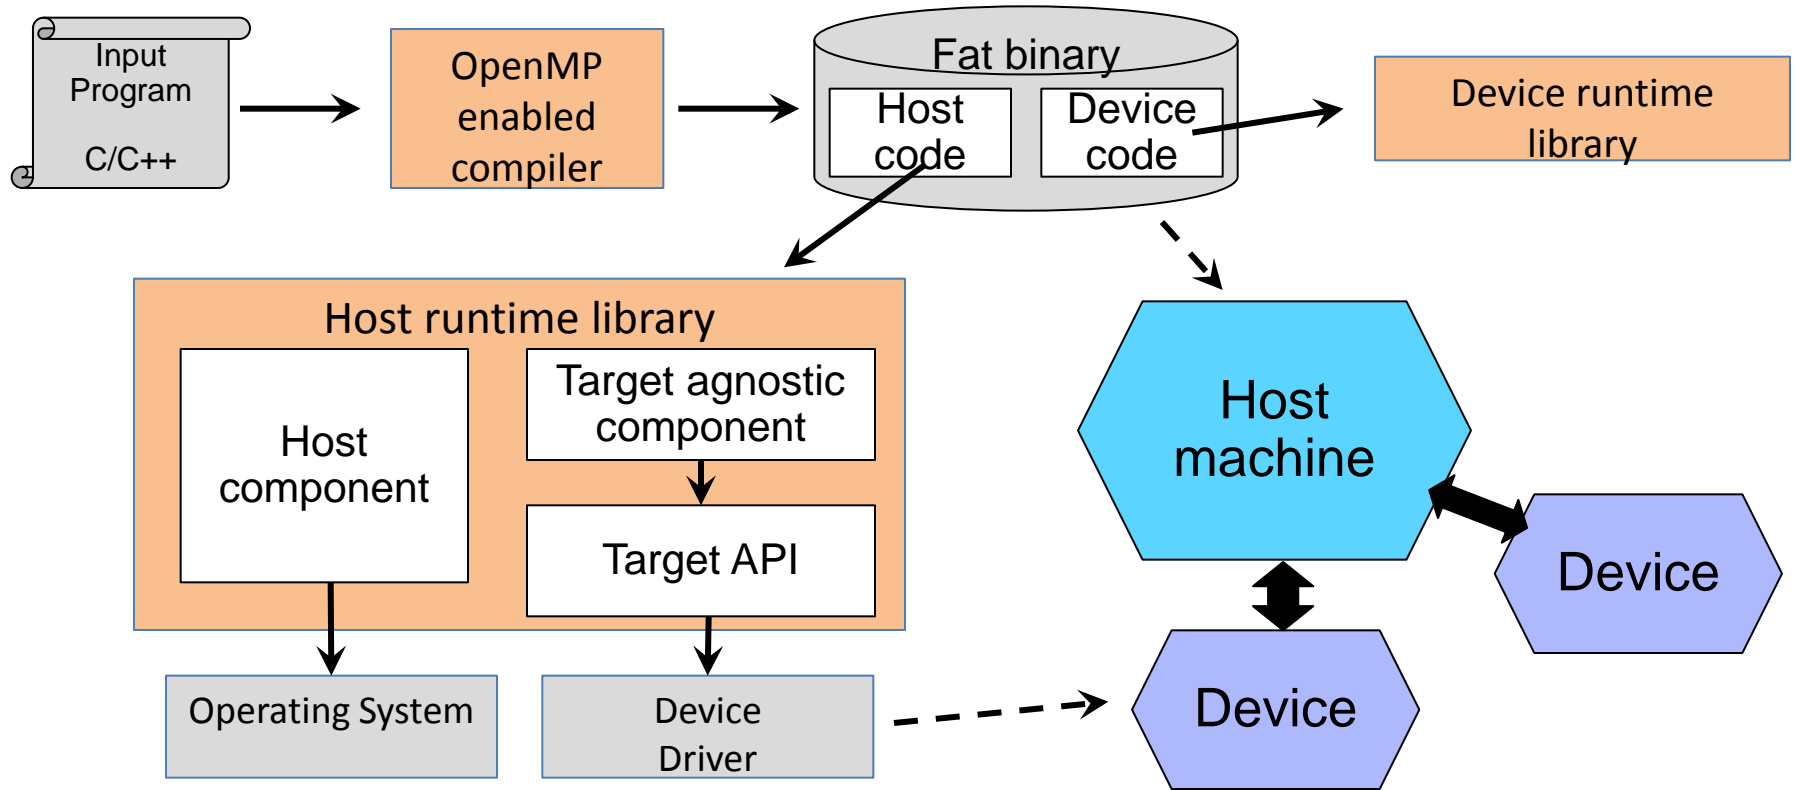 Input
Program
C/C++
OpenMP
enabled
compiler
Fat binary
Host
code
Device
code
Device runtime
library
Host runtime library
Host
component
Target agnostic
component
Target API
Operating System
Device
Driver
Host
machine
Device
Device